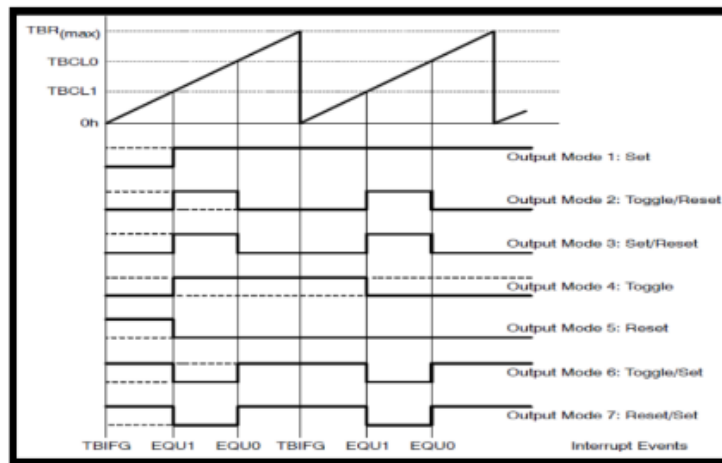 TBR(max)
TBCL0
TBCL1
0h
Output Mode 1: Set
Output Mode 2: Toggle/Reset
Output Mode 3: Set/Reset
Output Mode 4: Toggle
Output Mode 5: Reset
Output Mode 6: Toggle/Set
Output Mode 7: Reset/Set
TBIFG EQU1 EQU0 TBIFG EQU1 EQU0 Interrupt Events